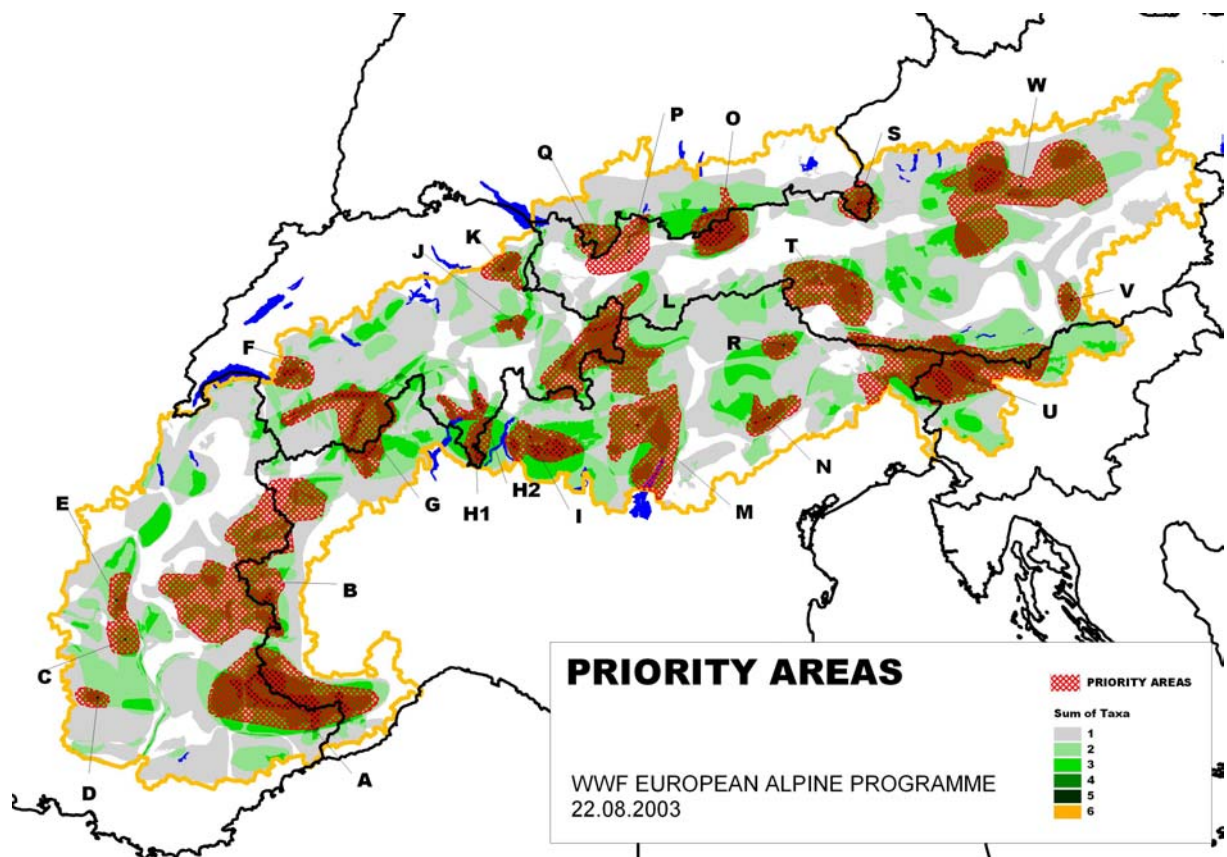 W
P
O
S
Q
K
J
T
L
V
F
R
U
N
E
G
H2
M
H1
I
B
C
D
A
PRIORITY AREAS
PRIORITY AREAS
Sum of Taxa
1
2
3
4
5
6
WWF EUROPEAN ALPINE PROGRAMME
22.08.2003